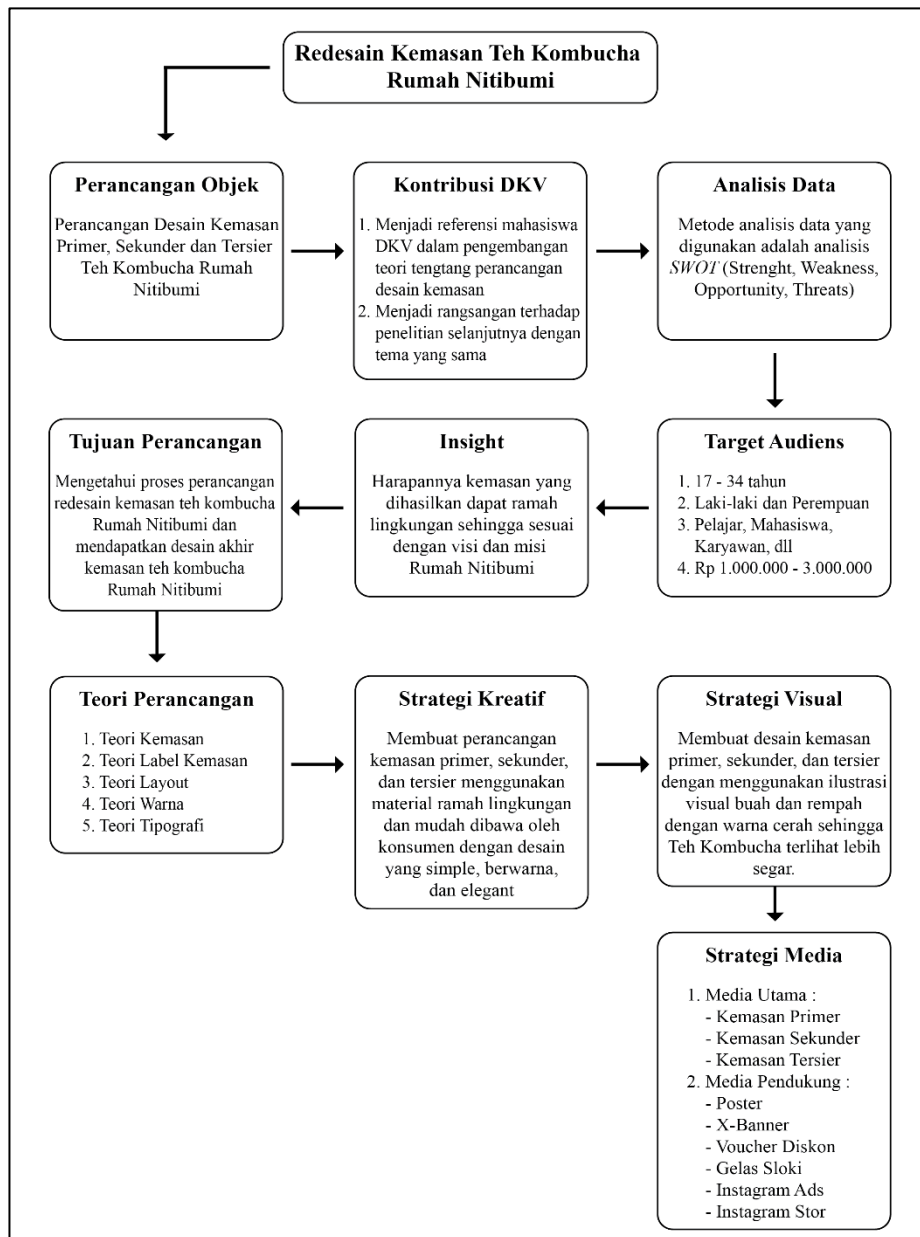 Redesain Kemasan Teh Kombucha
Rumah Nitibumi
Perancangan Objek
Perancangan Desain Kemasan
Primer, Sekunder dan Tersier
Teh Kombucha Rumah
Nitibumi
Kontribusi DKV
1. Menjadi referensi mahasiswa
DKV dalam pengembangan
teori tengtang perancangan
desain kemasan
2. Menjadi rangsangan terhadap
penelitian selanjutnya dengan
tema yang sama
Analisis Data
Metode analisis data yang
digunakan adalah analisis
SWOT (Strenght, Weakness,
Opportunity, Threats)
Target Audiens
1. 17 - 34 tahun
2. Laki-laki dan Perempuan
3. Pelajar, Mahasiswa,
Karyawan, dll
4. Rp 1.000.000 - 3.000.000
Insight
Harapannya kemasan yang
dihasilkan dapat ramah
lingkungan sehingga sesuai
dengan visi dan misi
Rumah Nitibumi
Tujuan Perancangan
Mengetahui proses perancangan
redesain kemasan teh kombucha
Rumah Nitibumi dan
mendapatkan desain akhir
kemasan teh kombucha
Rumah Nitibumi
Teori Perancangan
1. Teori Kemasan
2. Teori Label Kemasan
3. Teori Layout
4. Teori Warna
5. Teori Tipografi
Strategi Kreatif
Membuat perancangan
kemasan primer, sekunder,
dan tersier menggunakan
material ramah lingkungan
dan mudah dibawa oleh
konsumen dengan desain
yang simple, berwarna,
dan elegant
Strategi Visual
Membuat desain kemasan
primer, sekunder, dan tersier
dengan menggunakan ilustrasi
visual buah dan rempah
dengan warna cerah sehingga
Teh Kombucha terlihat lebih
segar.
Strategi Media
1. Media Utama :
- Kemasan Primer
- Kemasan Sekunder
- Kemasan Tersier
2. Media Pendukung :
- Poster
- X-Banner
- Voucher Diskon
- Gelas Sloki
- Instagram Ads
- Instagram Stor